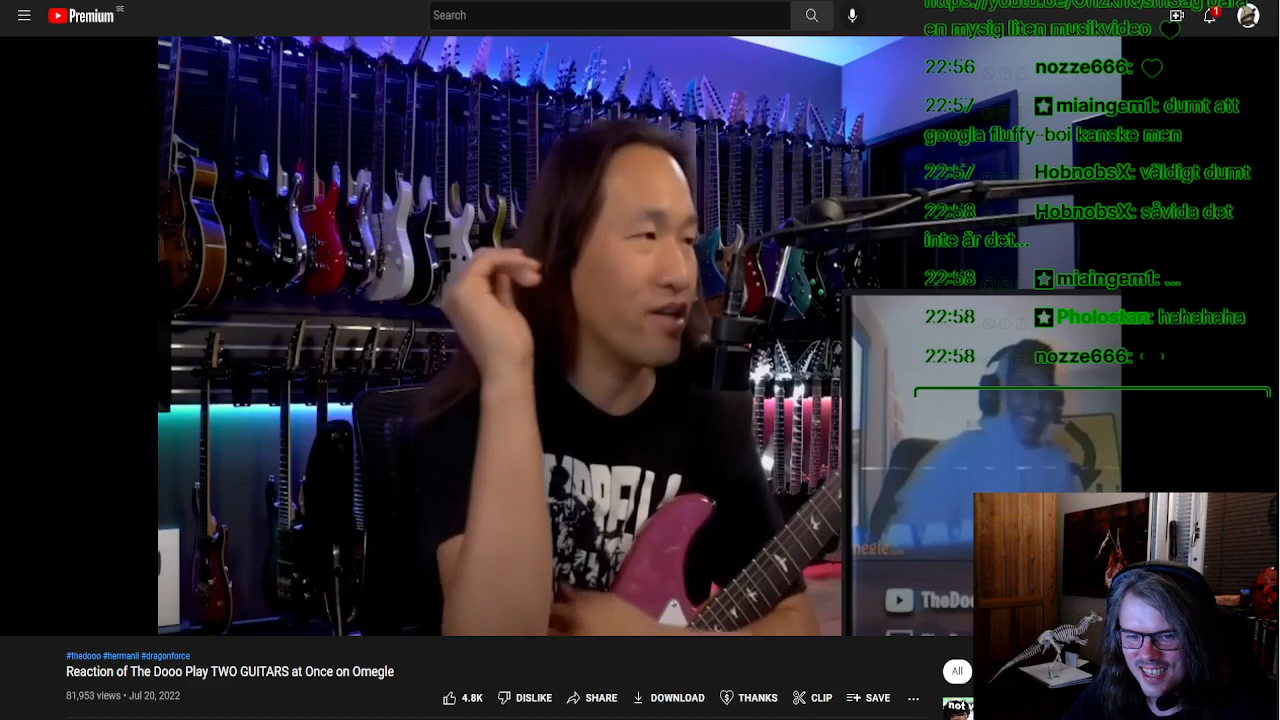 Premium SE
Search
1
en mysig liten musikvideo
22:56 nozze666:
22:57 miaingem1: dumt att
googla fluffy boi kanske men
22:57 HobnobsX: väldigt dumt
22:58 HobnobsX: såvida det
inte är det...
22:58 miaingem1: ...
22:58 Pholostan: hahahaha
22:58 nozze666:
#thedooo #hermanli #dragonforce
Reaction of The Dooo Play TWO GUITARS at Once on Omegle
81,953 views • Jul 20, 2022
4.8K DISLIKE SHARE DOWNLOAD THANKS CLIP SAVE ...
All
not